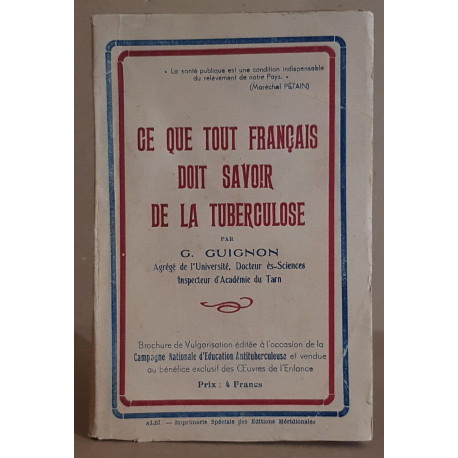 « La santé publique est une condition indispensable
du relèvement de notre Pays. »
(Maréchal PÉTAIN)
CE QUE TOUT FRANÇAIS
DOIT SAVOIR
DE LA TUBERCULOSE
PAR
G. GUIGNON
Agrégé de l'Université, Docteur ès-Sciences
Inspecteur d'Académie du Tarn
Brochure de Vulgarisation éditée à l'occasion de la
Campagne Nationale d'Education Antituberculeuse et vendue
au bénéfice exclusif des Œuvres de l'Enfance
Prix : 4 Francs
ALBI. — Imprimerie Spéciale des Editions Méridionales